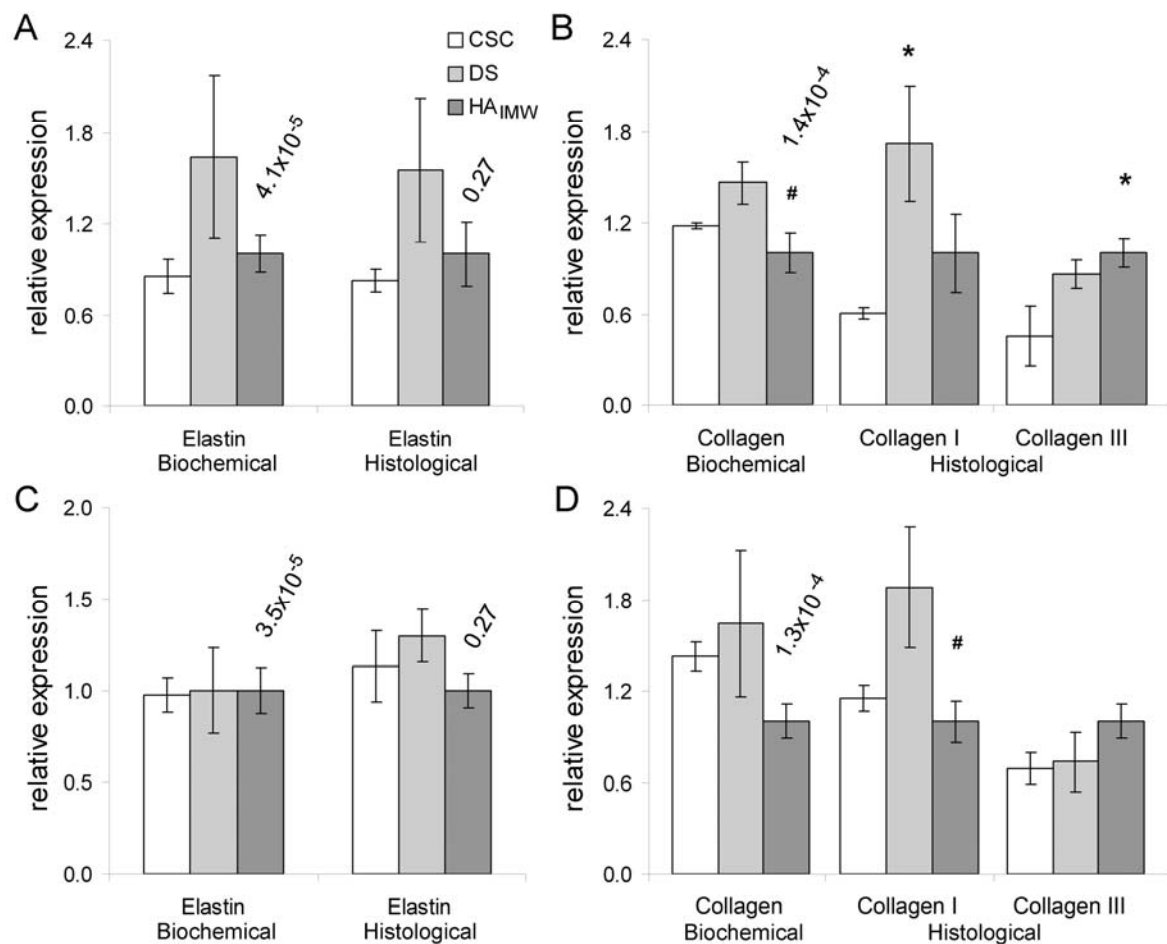 A
2.4
1.8
1.2
0.6
0.0
relative expression
CSC
DS
HA_IMW
4.1x10^-5
0.27
Elastin
Biochemical
Elastin
Histological
B
2.4
1.8
1.2
0.6
0.0
relative expression
1.4x10^-4
#
*
*
Collagen
Biochemical
Collagen I
Collagen III
Histological
C
2.0
1.5
1.0
0.5
0.0
relative expression
3.5x10^-5
0.27
Elastin
Biochemical
Elastin
Histological
D
2.4
1.8
1.2
0.6
0.0
relative expression
1.3x10^-4
#
Collagen
Biochemical
Collagen I
Collagen III
Histological